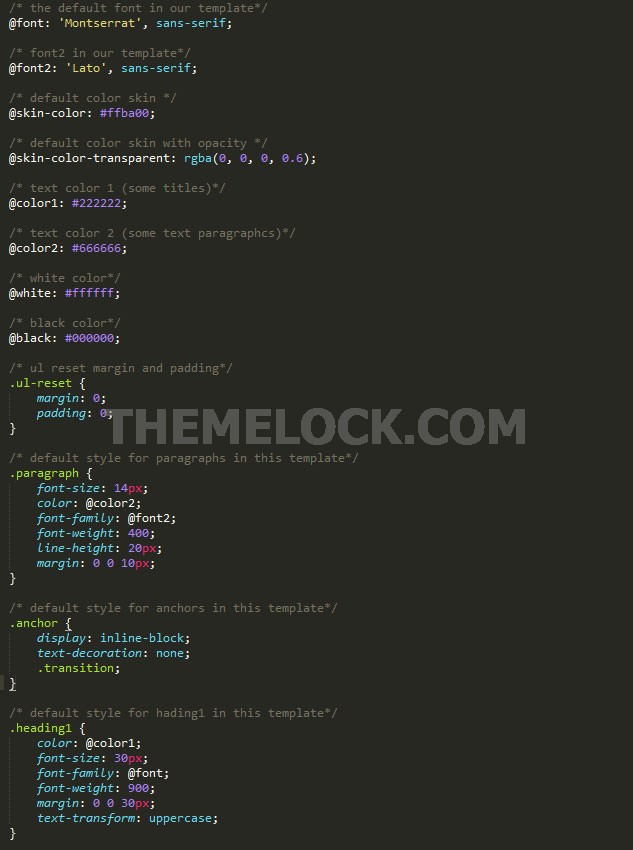 /* the default font in our template*/
@font: 'Montserrat', sans-serif;
/* font2 in our template*/
@font2: 'Lato', sans-serif;
/* default color skin */
@skin-color: #ffba00;
/* default color skin with opacity */
@skin-color-transparent: rgba(0, 0, 0, 0.6);
/* text color 1 (some titles)*/
@color1: #222222;
/* text color 2 (some text paragraphcs)*/
@color2: #666666;
/* white color*/
@white: #ffffff;
/* black color*/
@black: #000000;
/* ul reset margin and padding*/
.ul-reset {
margin: 0;
padding: 0;
THEMELOCK.COM
}
/* default style for paragraphs in this template*/
.paragraph {
font-size: 14px;
color: @color2;
font-family: @font2;
font-weight: 400;
line-height: 20px;
margin: 0 0 10px;
}
/* default style for anchors in this template*/
.anchor {
display: inline-block;
text-decoration: none;
.transition;
}
/* default style for hading1 in this template*/
.heading1 {
color: @color1;
font-size: 30px;
font-family: @font;
font-weight: 900;
margin: 0 0 30px;
text-transform: uppercase;
}